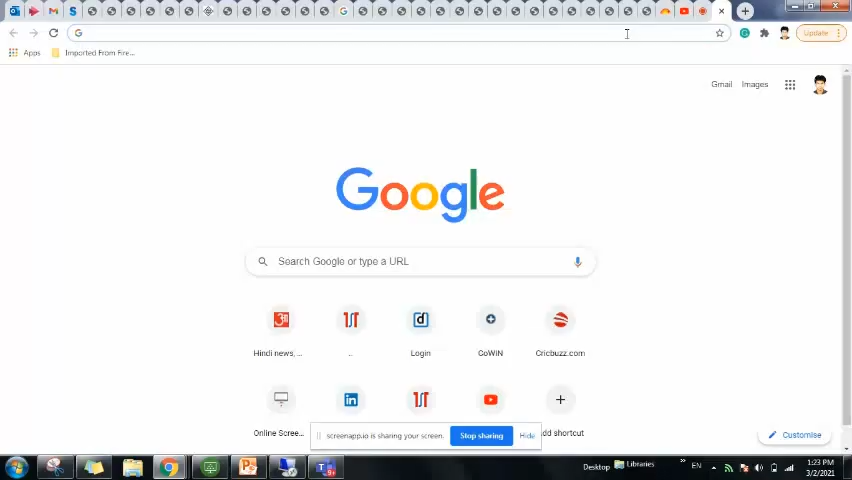 Update
Apps
Imported From Fire...
Gmail
Images
Google
Search Google or type a URL
Hindi news, ...
..
Login
CoWIN
Cricbuzz.com
Online Scree...
add shortcut
screenapp.io is sharing your screen.
Stop sharing
Hide
Customise
Desktop
Libraries
EN
1:23 PM
3/2/2021